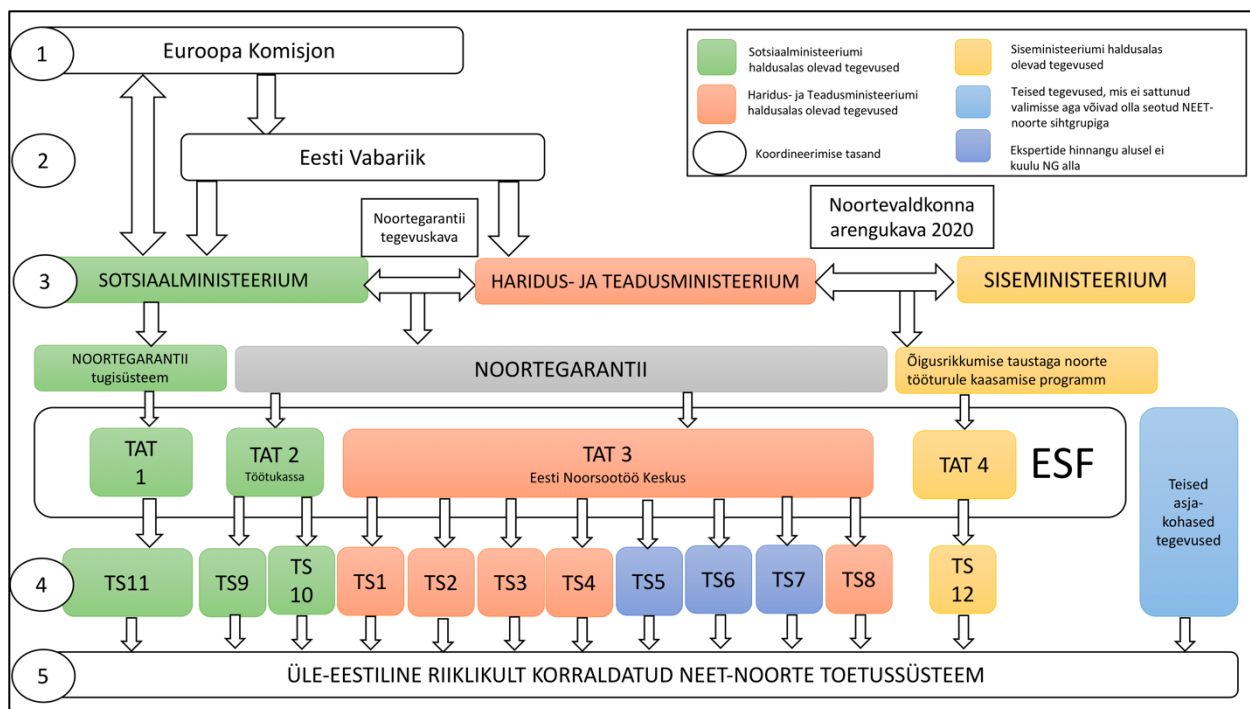 1
Euroopa Komisjon
Sotsiaalministeeriumi
haldusalas olevad tegevused
Haridus- ja Teadusministeeriumi
haldusalas olevad tegevused
Koordineerimise tasand
Siseministeeriumi haldusalas
olevad tegevused
Teised tegevused, mis ei sattunud
valimisse aga võivad olla seotud NEET-
noorte sihtgrupiga
Ekspertide hinnangu alusel ei
kuulu NG alla
2
Eesti Vabariik
Noortegarantii
tegevuskava
Noortevaldkonna
arengukava 2020
3
SOTSIAALMINISTEERIUM
HARIDUS- JA TEADUSMINISTEERIUM
SISEMINISTEERIUM
NOORTEGARANTII
tugisüsteem
NOORTEGARANTII
Õigusrikkumise taustaga noorte
tööturule kaasamise programm
TAT
1
TAT 2
Töötukassa
TAT 3
Eesti Noorsootöö Keskus
TAT 4
ESF
Teised
asja-
kohased
tegevused
4
TS11
TS9
TS
10
TS1
TS2
TS3
TS4
TS5
TS6
TS7
TS8
TS
12
5
ÜLE-EESTILINE RIIKLIKULT KORRALDATUD NEET-NOORTE TOETUSSÜSTEEM